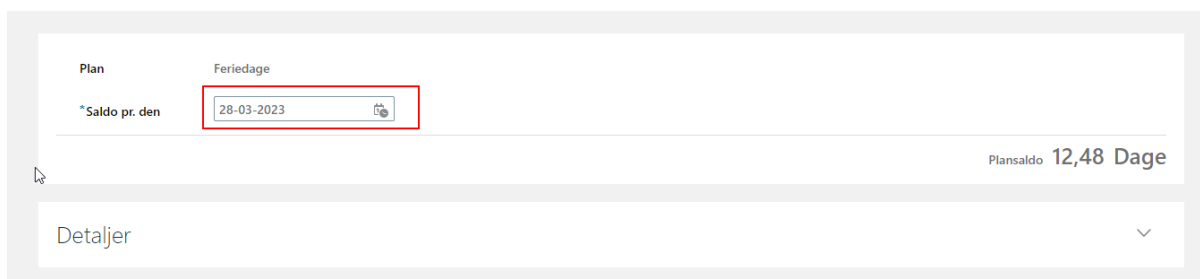 Plan Feriedage
*Saldo pr. den 28-03-2023
Plansaldo 12,48 Dage
Detaljer